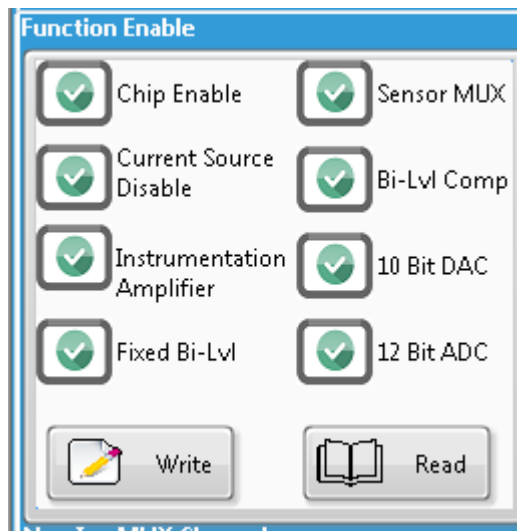 Function Enable
Chip Enable
Sensor MUX
Current Source
Disable
Bi-Lvl Comp
Instrumentation
Amplifier
10 Bit DAC
Fixed Bi-Lvl
12 Bit ADC
Write
Read